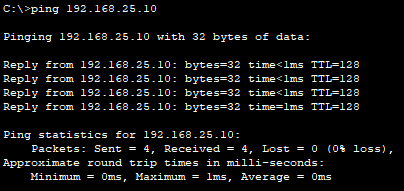 C:\>ping 192.168.25.10
Pinging 192.168.25.10 with 32 bytes of data:
Reply from 192.168.25.10: bytes=32 time<1ms TTL=128
Reply from 192.168.25.10: bytes=32 time=1ms TTL=128
Reply from 192.168.25.10: bytes=32 time<1ms TTL=128
Reply from 192.168.25.10: bytes=32 time=1ms TTL=128
Ping statistics for 192.168.25.10:
    Packets: Sent = 4, Received = 4, Lost = 0 (0% loss),
Approximate round trip times in milli-seconds:
    Minimum = 0ms, Maximum = 1ms, Average = 0ms